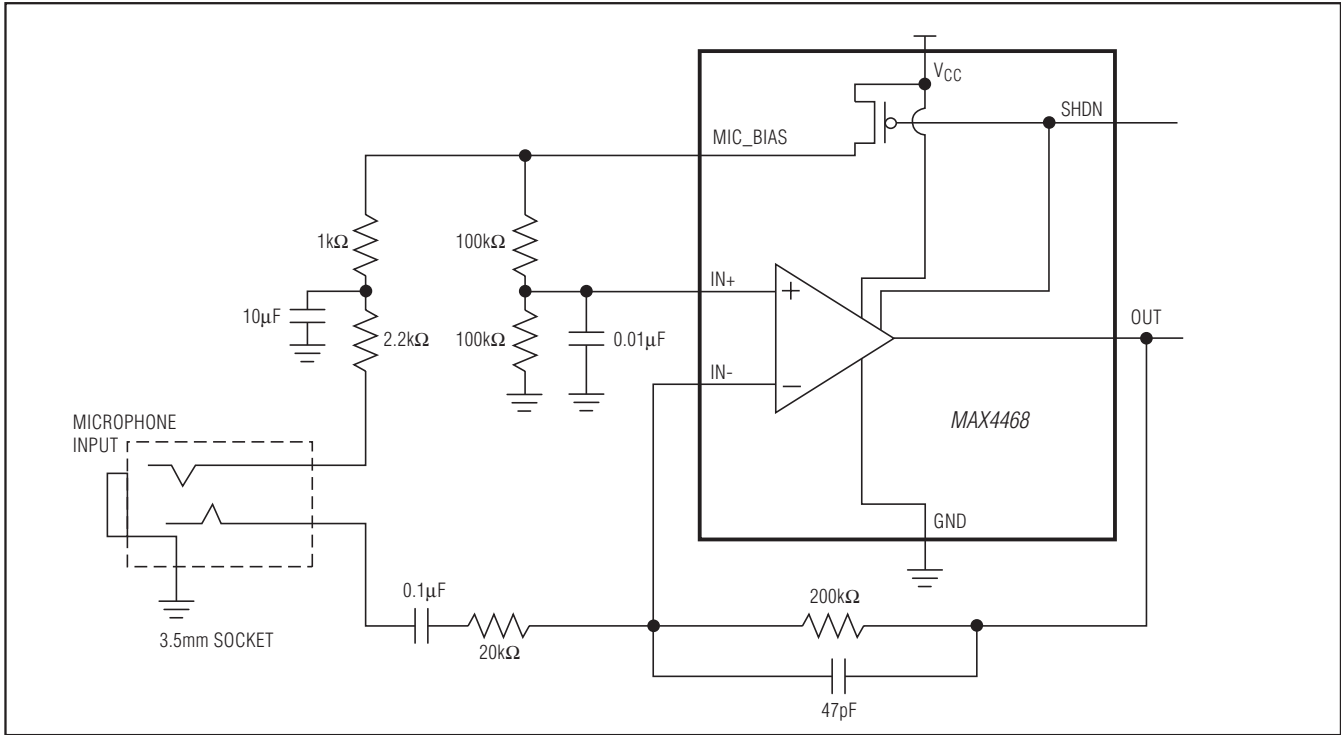 VCC
SHDN
MIC_BIAS
1kΩ
100kΩ
IN+
10μF
2.2kΩ
100kΩ
0.01μF
OUT
IN-
MAX4468
MICROPHONE
INPUT
GND
0.1μF
200kΩ
3.5mm SOCKET
20kΩ
47pF
+
−